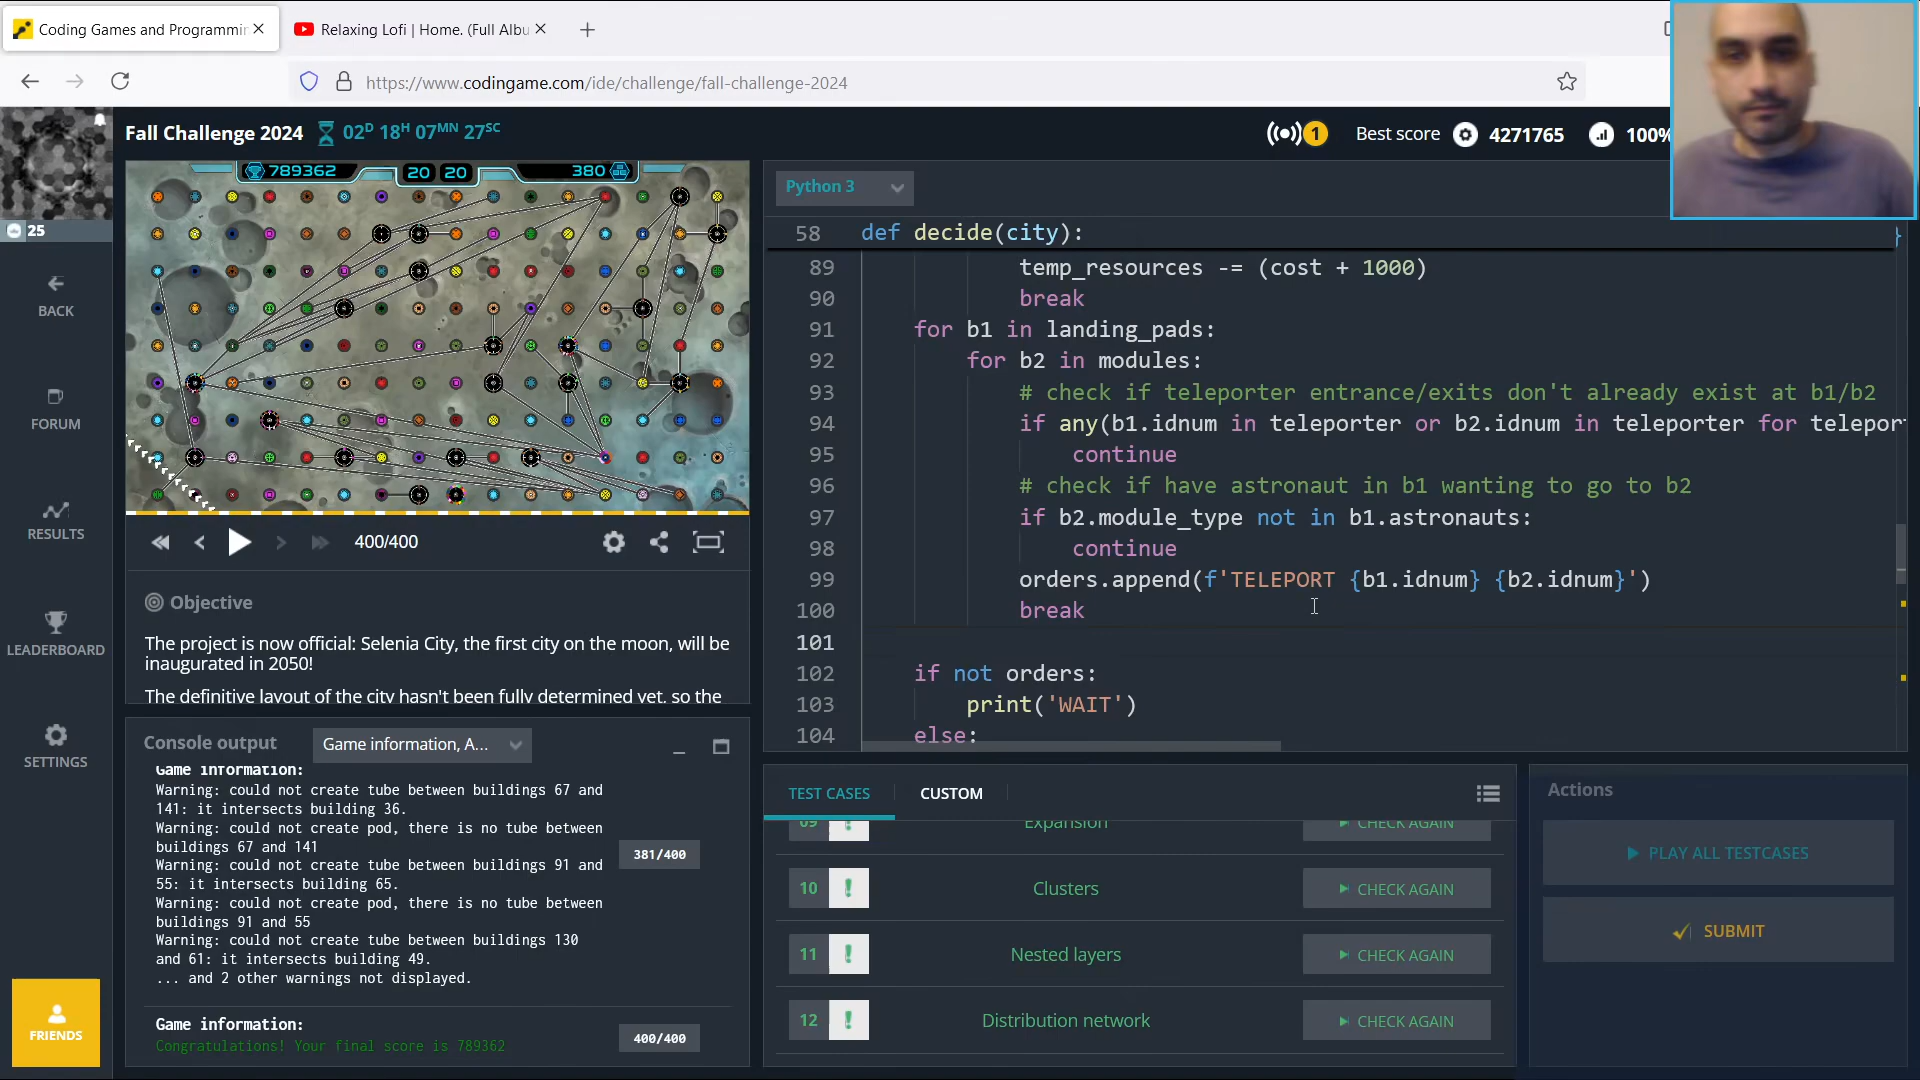 Coding Games and Programmin
Relaxing Lofi | Home. (Full Albu
https://www.codingame.com/ide/challenge/fall-challenge-2024
Fall Challenge 2024
02D 18H 07MN 27SC
1
Best score
4271765
100%
25
BACK
FORUM
RESULTS
LEADERBOARD
SETTINGS
FRIENDS
789362
20 20
380
400/400
Objective
The project is now official: Selenia City, the first city on the moon, will be
inaugurated in 2050!
The definitive layout of the city hasn't been fully determined yet, so the
Console output
Game information, A...
Game information:
Warning: could not create tube between buildings 67 and
141: it intersects building 36.
Warning: could not create pod, there is no tube between
buildings 67 and 141
Warning: could not create tube between buildings 91 and
55: it intersects building 65.
Warning: could not create pod, there is no tube between
buildings 91 and 55
Warning: could not create tube between buildings 130
and 61: it intersects building 49.
... and 2 other warnings not displayed.
381/400
Game information:
Congratulations! Your final score is 789362
400/400
Python 3
58 def decide(city):
}
89 temp_resources -= (cost + 1000)
90 break
91 for b1 in landing_pads:
92 for b2 in modules:
93 # check if teleporter entrance/exits don't already exist at b1/b2
94 if any(b1.idnum in teleporter or b2.idnum in teleporter for telepor
95 continue
96 # check if have astronaut in b1 wanting to go to b2
97 if b2.module_type not in b1.astronauts:
98 continue
99 orders.append(f'TELEPORT {b1.idnum} {b2.idnum}')
100 break
101
102 if not orders:
103 print('WAIT')
104 else:
TEST CASES
CUSTOM
09 Expansion CHECK AGAIN
10 Clusters CHECK AGAIN
11 Nested layers CHECK AGAIN
12 Distribution network CHECK AGAIN
Actions
PLAY ALL TESTCASES
SUBMIT